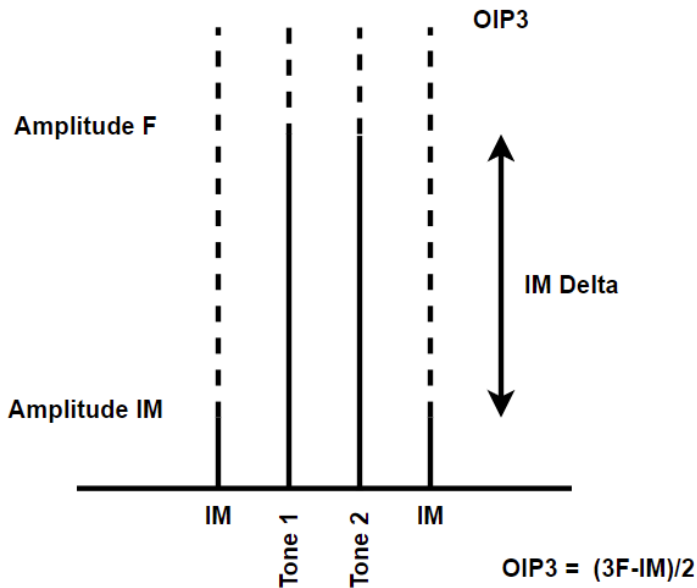 OIP3
Amplitude F
IM Delta
Amplitude IM
IM
Tone 1
Tone 2
IM
OIP3 = (3F-IM)/2